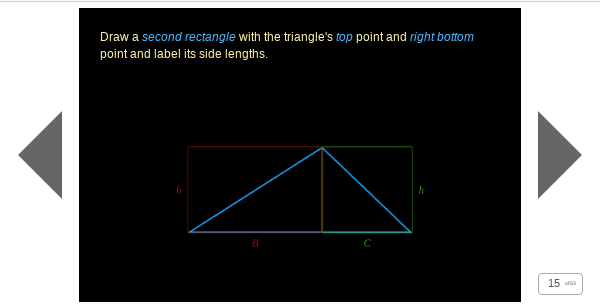 Draw a second rectangle with the triangle's top point and right bottom
point and label its side lengths.
h h
B C
15 of 63